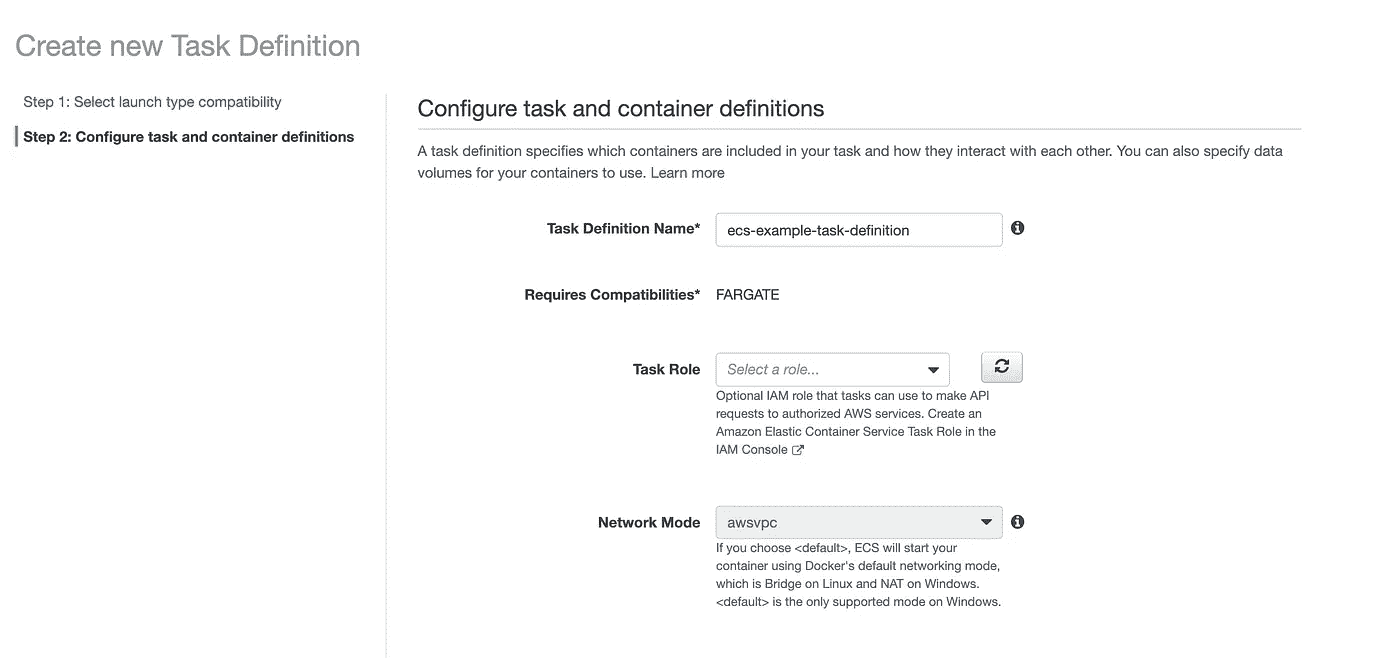 Create new Task Definition
Step 1: Select launch type compatibility
Step 2: Configure task and container definitions
Configure task and container definitions
A task definition specifies which containers are included in your task and how they interact with each other. You can also specify data
volumes for your containers to use. Learn more
Task Definition Name* ecs-example-task-definition
Requires Compatibilities* FARGATE
Task Role Select a role...
Optional IAM role that tasks can use to make API
requests to authorized AWS services. Create an
Amazon Elastic Container Service Task Role in the
IAM Console
Network Mode awsvpc
If you choose <default>, ECS will start your
container using Docker's default networking mode,
which is Bridge on Linux and NAT on Windows.
<default> is the only supported mode on Windows.